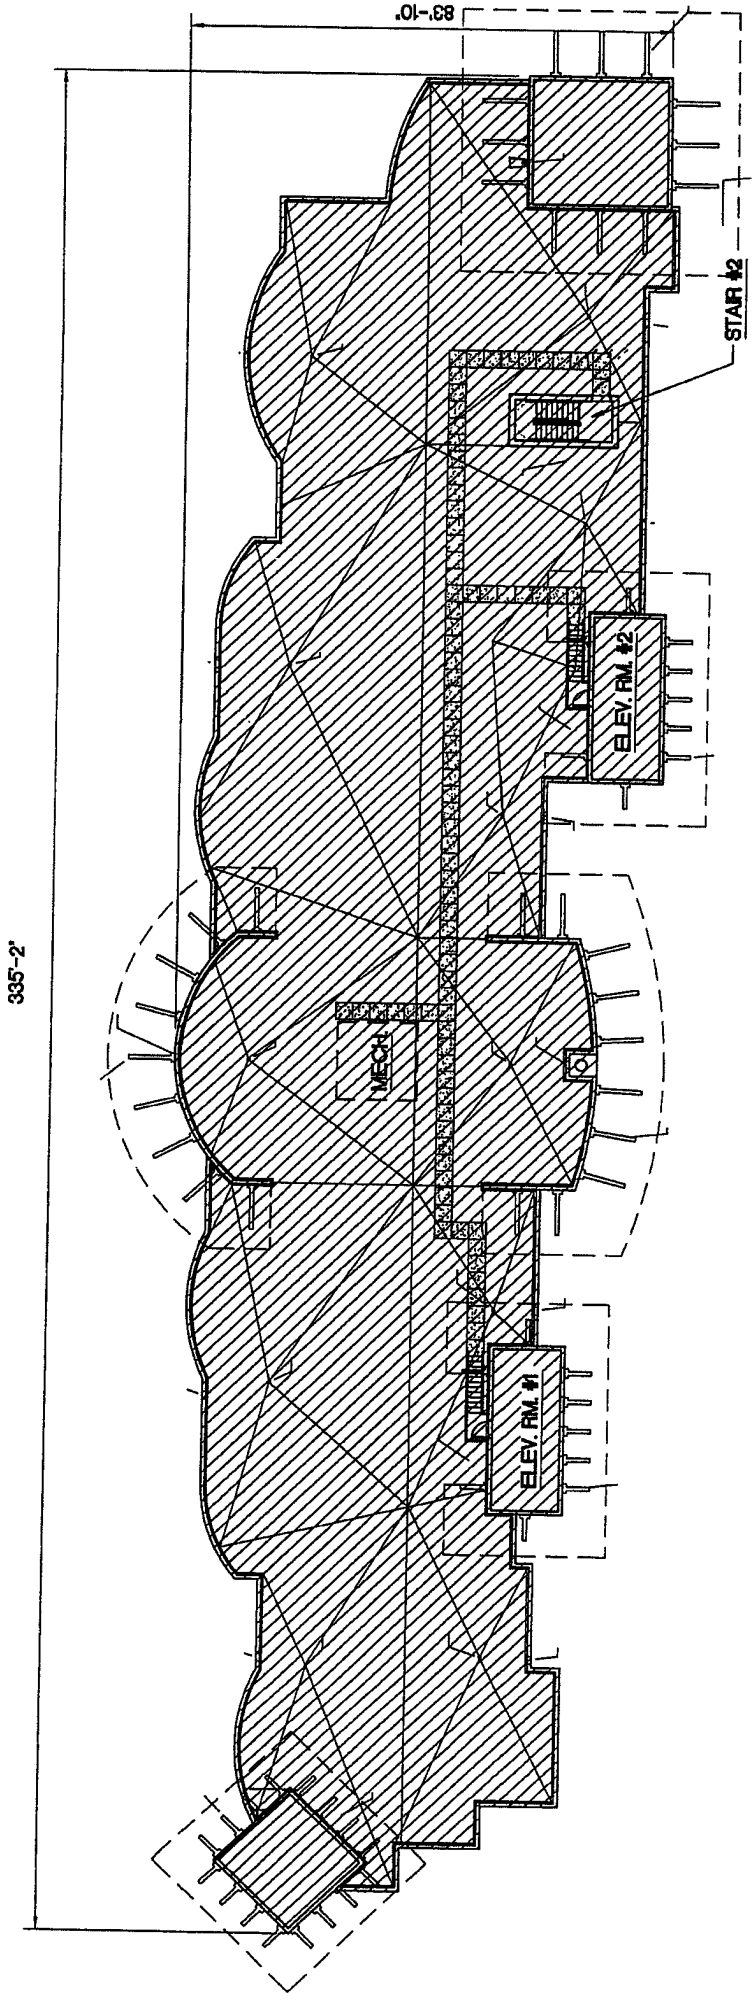 83'-10"
STAIR #2
ELEV. RM. #2
335'-2"
MECH.
ELEV. RM. #1